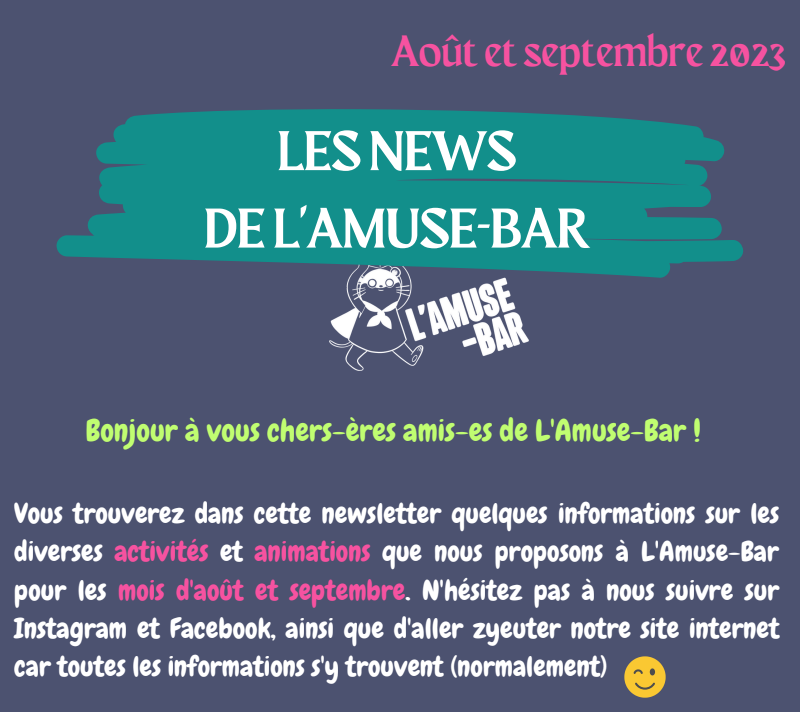 Août et septembre 2023
LES NEWS
DE L'AMUSE-BAR
L'AMUSE
-BAR
Bonjour à vous chers-ères amis-es de L'Amuse-Bar !
Vous trouverez dans cette newsletter quelques informations sur les
diverses activités et animations que nous proposons à L'Amuse-Bar
pour les mois d'août et septembre. N'hésitez pas à nous suivre sur
Instagram et Facebook, ainsi que d'aller zyeuter notre site internet
car toutes les informations s'y trouvent (normalement) 😉